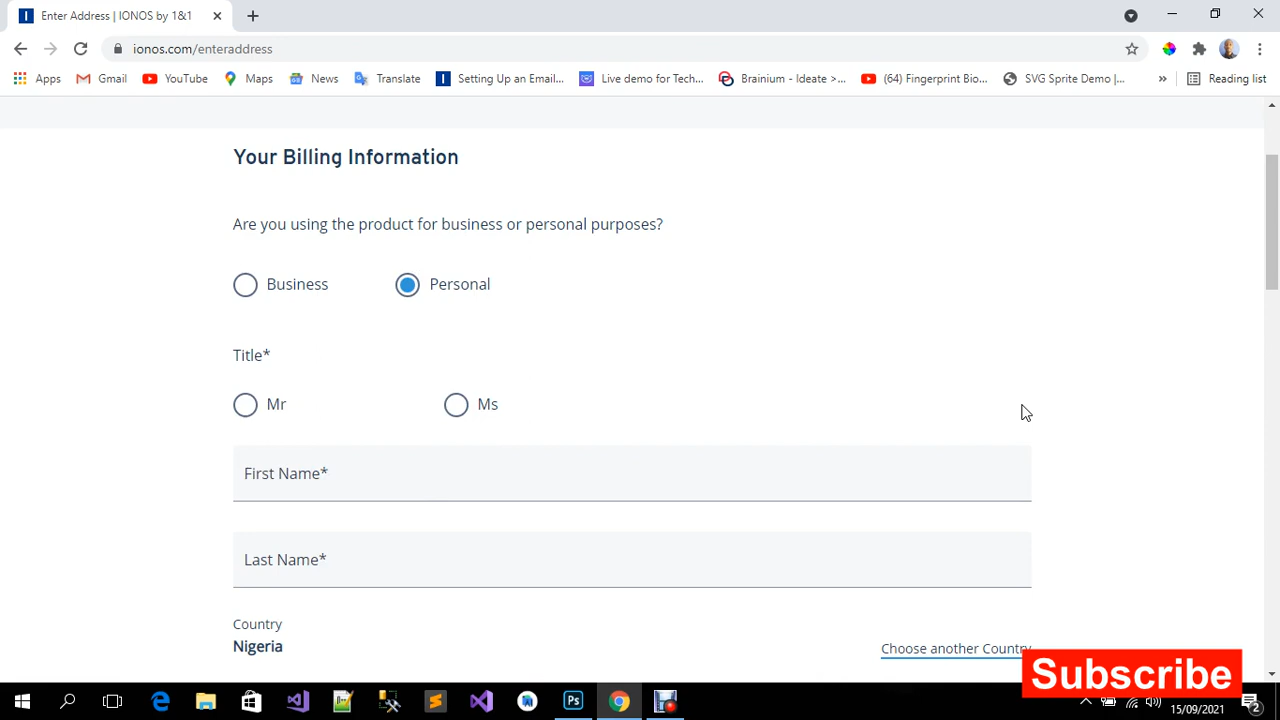 Enter Address | IONOS by 1&1
ionos.com/enteraddress
Apps Gmail YouTube Maps News Translate Setting Up an Email... Live demo for Tech... Brainium - Ideate >... (64) Fingerprint Bio... SVG Sprite Demo |... » Reading list
Your Billing Information
Are you using the product for business or personal purposes?
Business Personal
Title*
Mr Ms
First Name*
Last Name*
Country
Nigeria
Choose another Country
Subscribe
Ps
15/09/2021
2